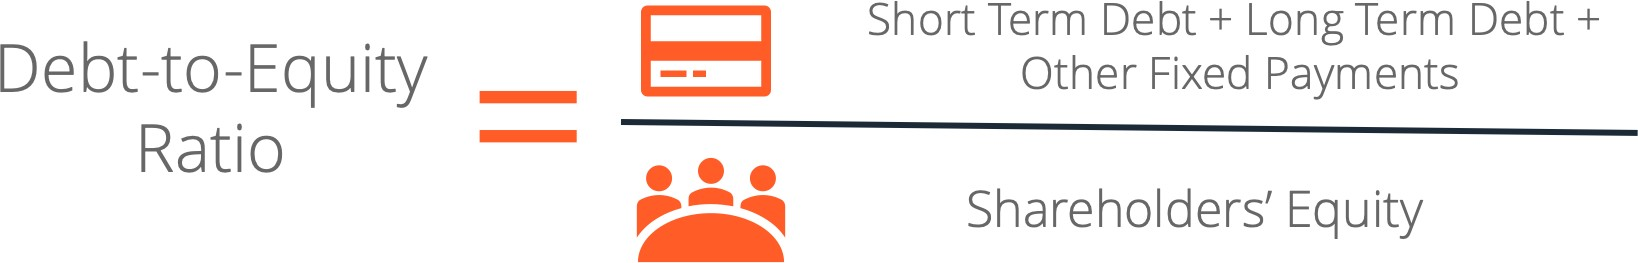 Debt-to-Equity
Ratio
=
Short Term Debt + Long Term Debt +
Other Fixed Payments
Shareholders’ Equity